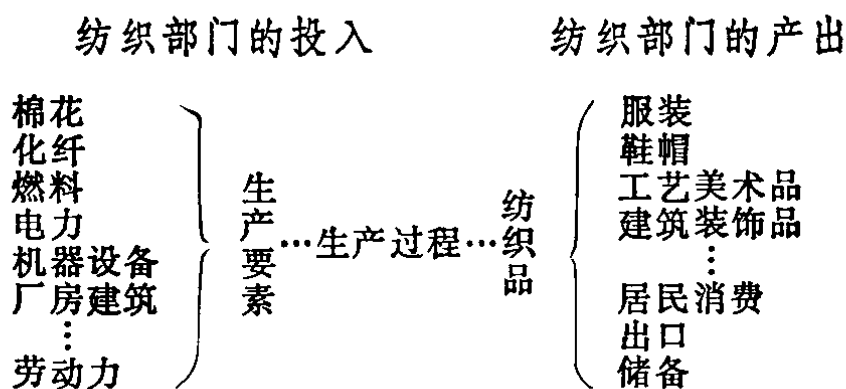 纺织部门的投入
纺织部门的产出
棉花
化纤
燃料
电力
机器设备
厂房建筑
⋮
劳动力
生产要素…生产过程…纺织品
服装
鞋帽
工艺美术品
建筑装饰品
⋮
居民消费
出口
储备